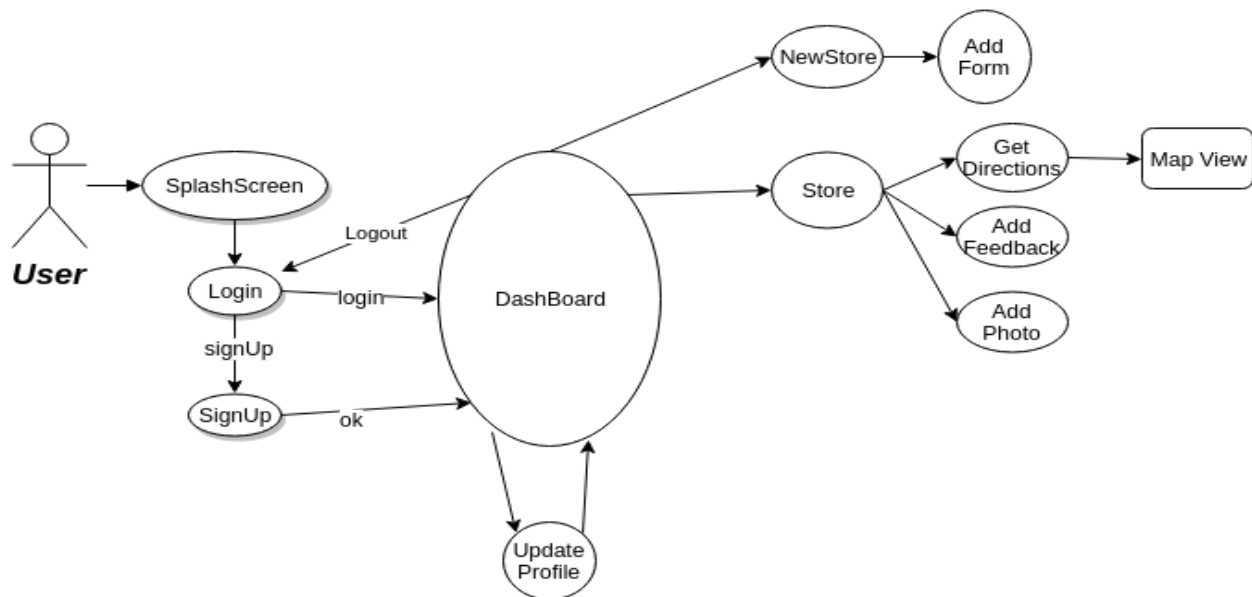 NewStore
Add
Form
SplashScreen
Store
Get
Directions
Map View
Add
Feedback
Add
Photo
Logout
User
Login
login
DashBoard
signUp
SignUp
ok
Update
Profile